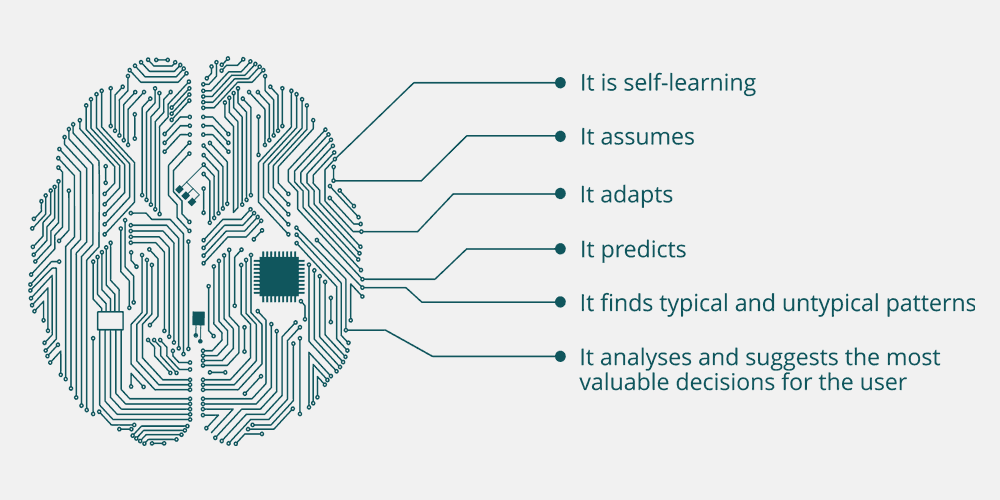 It is self-learning
It assumes
It adapts
It predicts
It finds typical and untypical patterns
It analyses and suggests the most
valuable decisions for the user